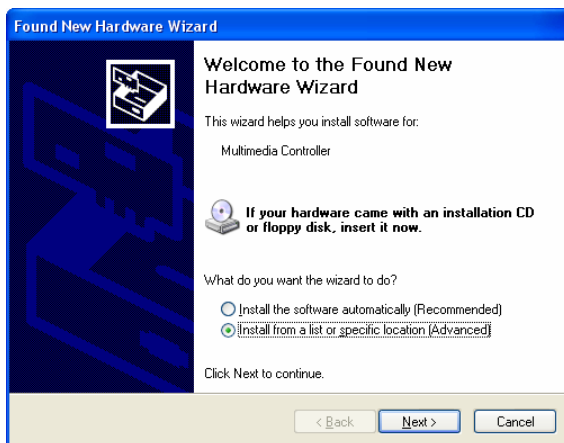 Found New Hardware Wizard
Welcome to the Found New
Hardware Wizard
This wizard helps you install software for:
Multimedia Controller
If your hardware came with an installation CD
or floppy disk, insert it now.
What do you want the wizard to do?
Install the software automatically (Recommended)
Install from a list or specific location (Advanced)
Click Next to continue.
< Back Next > Cancel